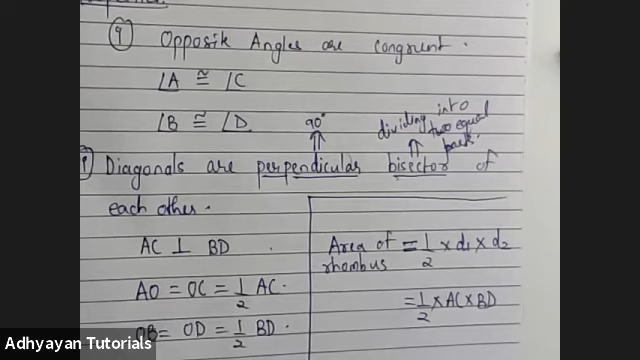 9 Opposite Angles are congruent.
∠A ≅ ∠C
∠B ≅ ∠D
90°
dividing into two equal parts.
Diagonals are perpendicular bisector of
each other.
AC ⊥ BD
AO = OC = 1/2 AC.
OB = OD = 1/2 BD.
Area of rhombus = 1/2 × d1 × d2
= 1/2 × AC × BD
Adhyayan Tutorials